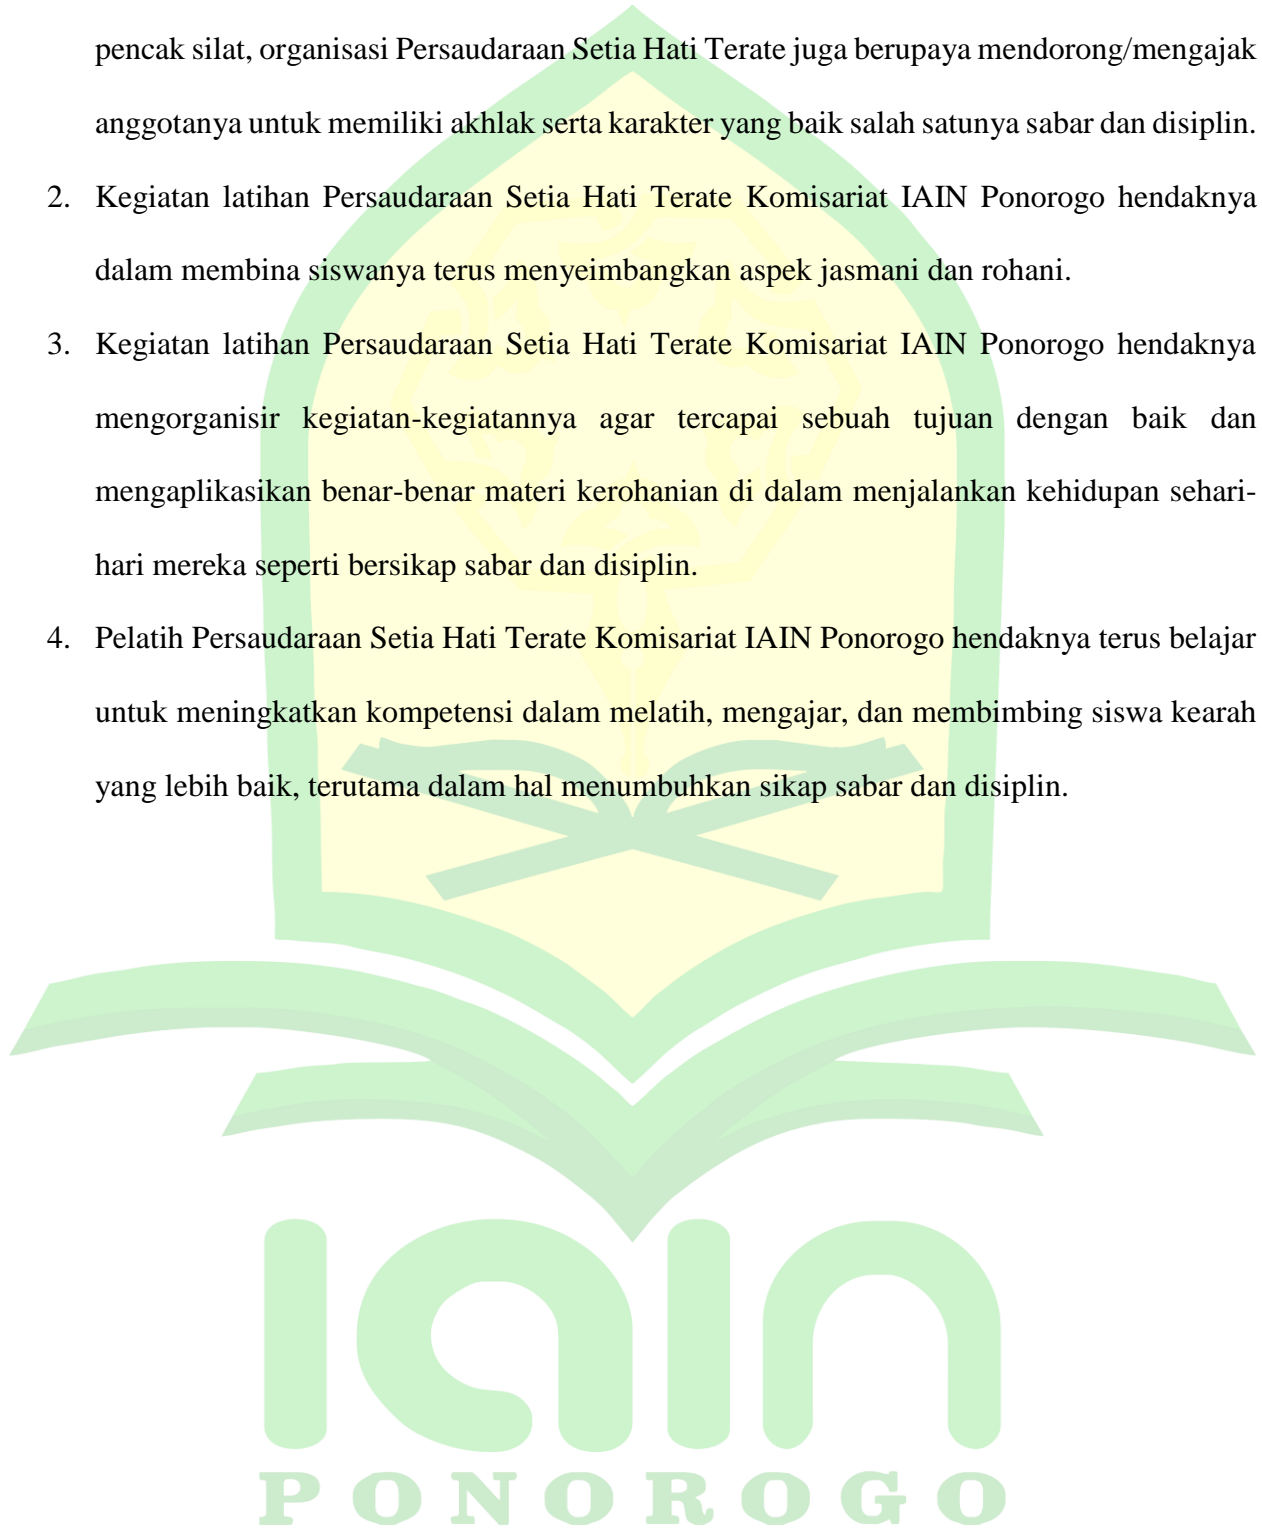 pencak silat, organisasi Persaudaraan Setia Hati Terate juga berupaya mendorong/mengajak
anggotanya untuk memiliki akhlak serta karakter yang baik salah satunya sabar dan disiplin.
2. Kegiatan latihan Persaudaraan Setia Hati Terate Komisariat IAIN Ponorogo hendaknya
dalam membina siswanya terus menyeimbangkan aspek jasmani dan rohani.
3. Kegiatan latihan Persaudaraan Setia Hati Terate Komisariat IAIN Ponorogo hendaknya
mengorganisir kegiatan-kegiatannya agar tercapai sebuah tujuan dengan baik dan
mengaplikasikan benar-benar materi kerohanian di dalam menjalankan kehidupan sehari-
hari mereka seperti bersikap sabar dan disiplin.
4. Pelatih Persaudaraan Setia Hati Terate Komisariat IAIN Ponorogo hendaknya terus belajar
untuk meningkatkan kompetensi dalam melatih, mengajar, dan membimbing siswa kearah
yang lebih baik, terutama dalam hal menumbuhkan sikap sabar dan disiplin.
iain
PONOROGO